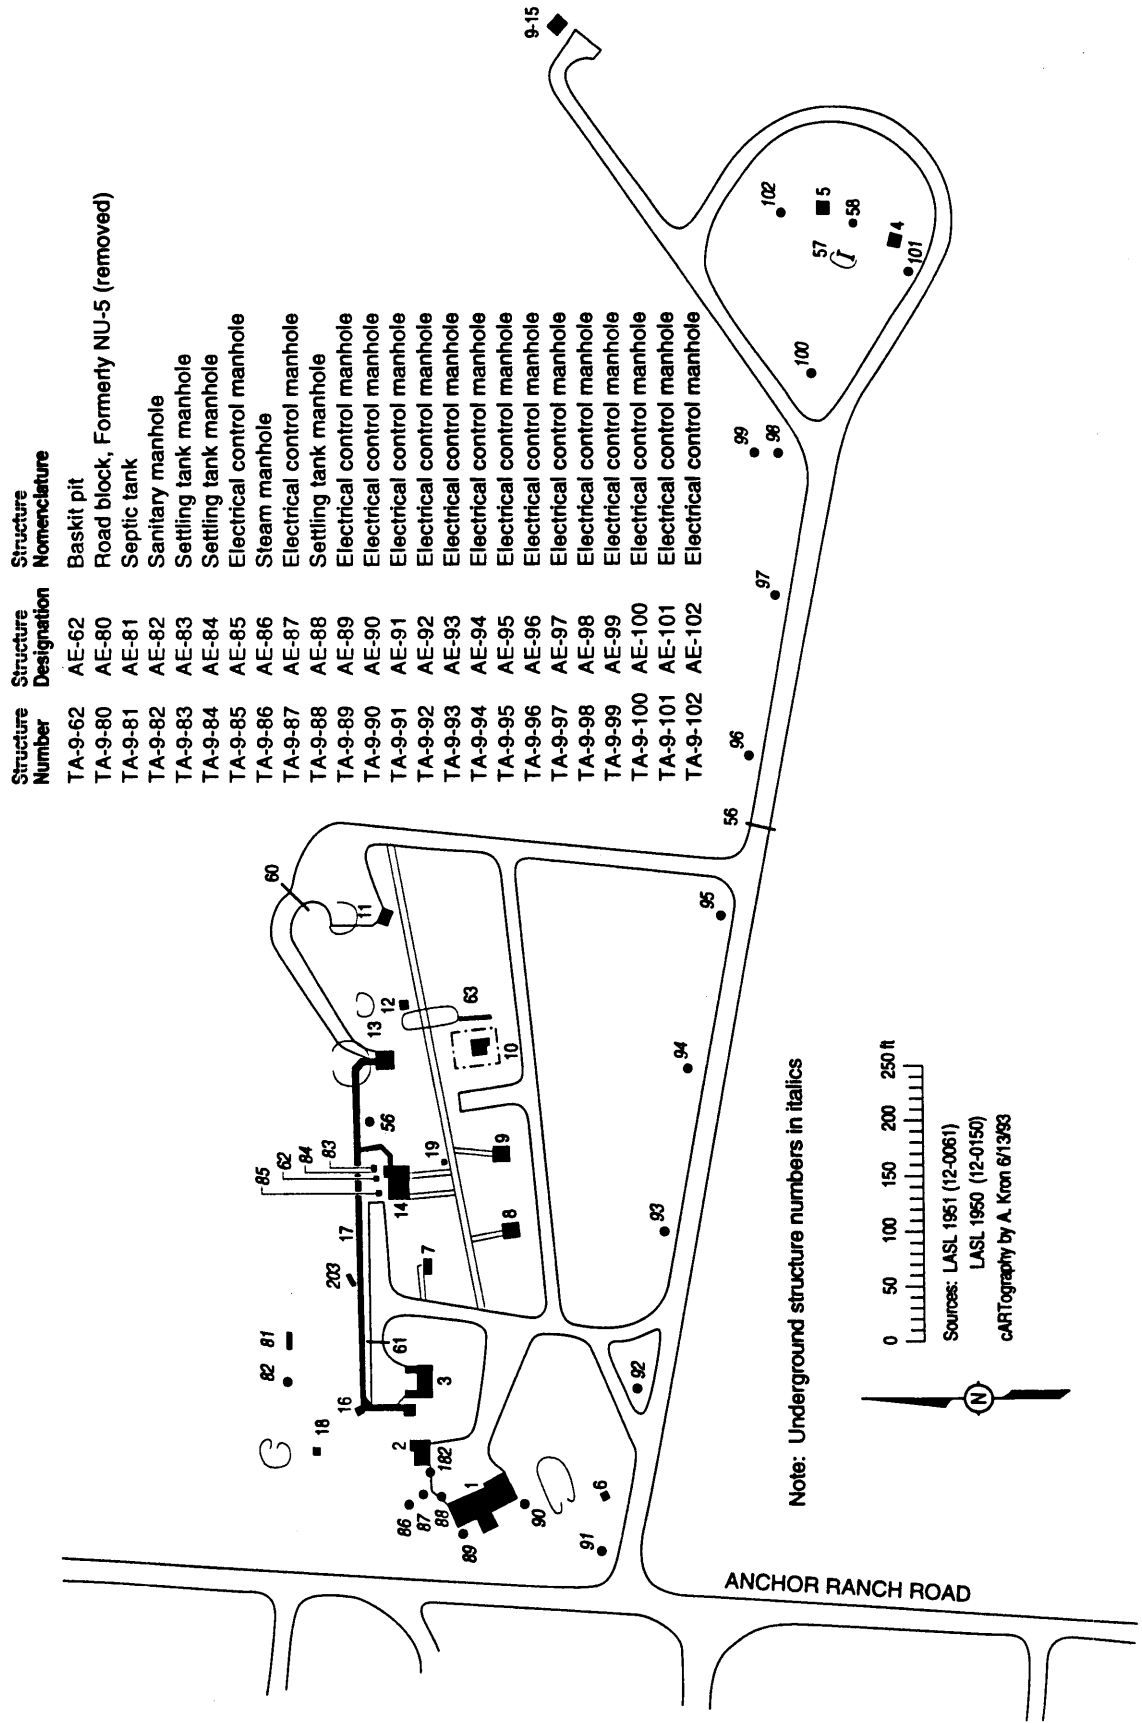 Structure Structure Structure
Number Designation Nomenclature
TA-9-62 AE-62 Baskit pit
TA-9-80 AE-80 Road block, Formerly NU-5 (removed)
TA-9-81 AE-81 Septic tank
TA-9-82 AE-82 Sanitary manhole
TA-9-83 AE-83 Settling tank manhole
TA-9-84 AE-84 Settling tank manhole
TA-9-85 AE-85 Electrical control manhole
TA-9-86 AE-86 Steam manhole
TA-9-87 AE-87 Electrical control manhole
TA-9-88 AE-88 Settling tank manhole
TA-9-89 AE-89 Electrical control manhole
TA-9-90 AE-90 Electrical control manhole
TA-9-91 AE-91 Electrical control manhole
TA-9-92 AE-92 Electrical control manhole
TA-9-93 AE-93 Electrical control manhole
TA-9-94 AE-94 Electrical control manhole
TA-9-95 AE-95 Electrical control manhole
TA-9-96 AE-96 Electrical control manhole
TA-9-97 AE-97 Electrical control manhole
TA-9-98 AE-98 Electrical control manhole
TA-9-99 AE-99 Electrical control manhole
TA-9-100 AE-100 Electrical control manhole
TA-9-101 AE-101 Electrical control manhole
TA-9-102 AE-102 Electrical control manhole
9-15
102
5
58
57
4
101
100
99
98
97
96
56
95
94
93
92
60
11
13
12
63
10
56
83
84
62
85
14
19
9
8
7
17
203
81
82
61
3
16
18
2
182
1
86
87
88
89
90
6
91
ANCHOR RANCH ROAD
Note: Underground structure numbers in italics
0 50 100 150 200 250 ft
Sources: LASL 1951 (12-0061)
LASL 1950 (12-0150)
cARTography by A. Kron 6/13/93
N